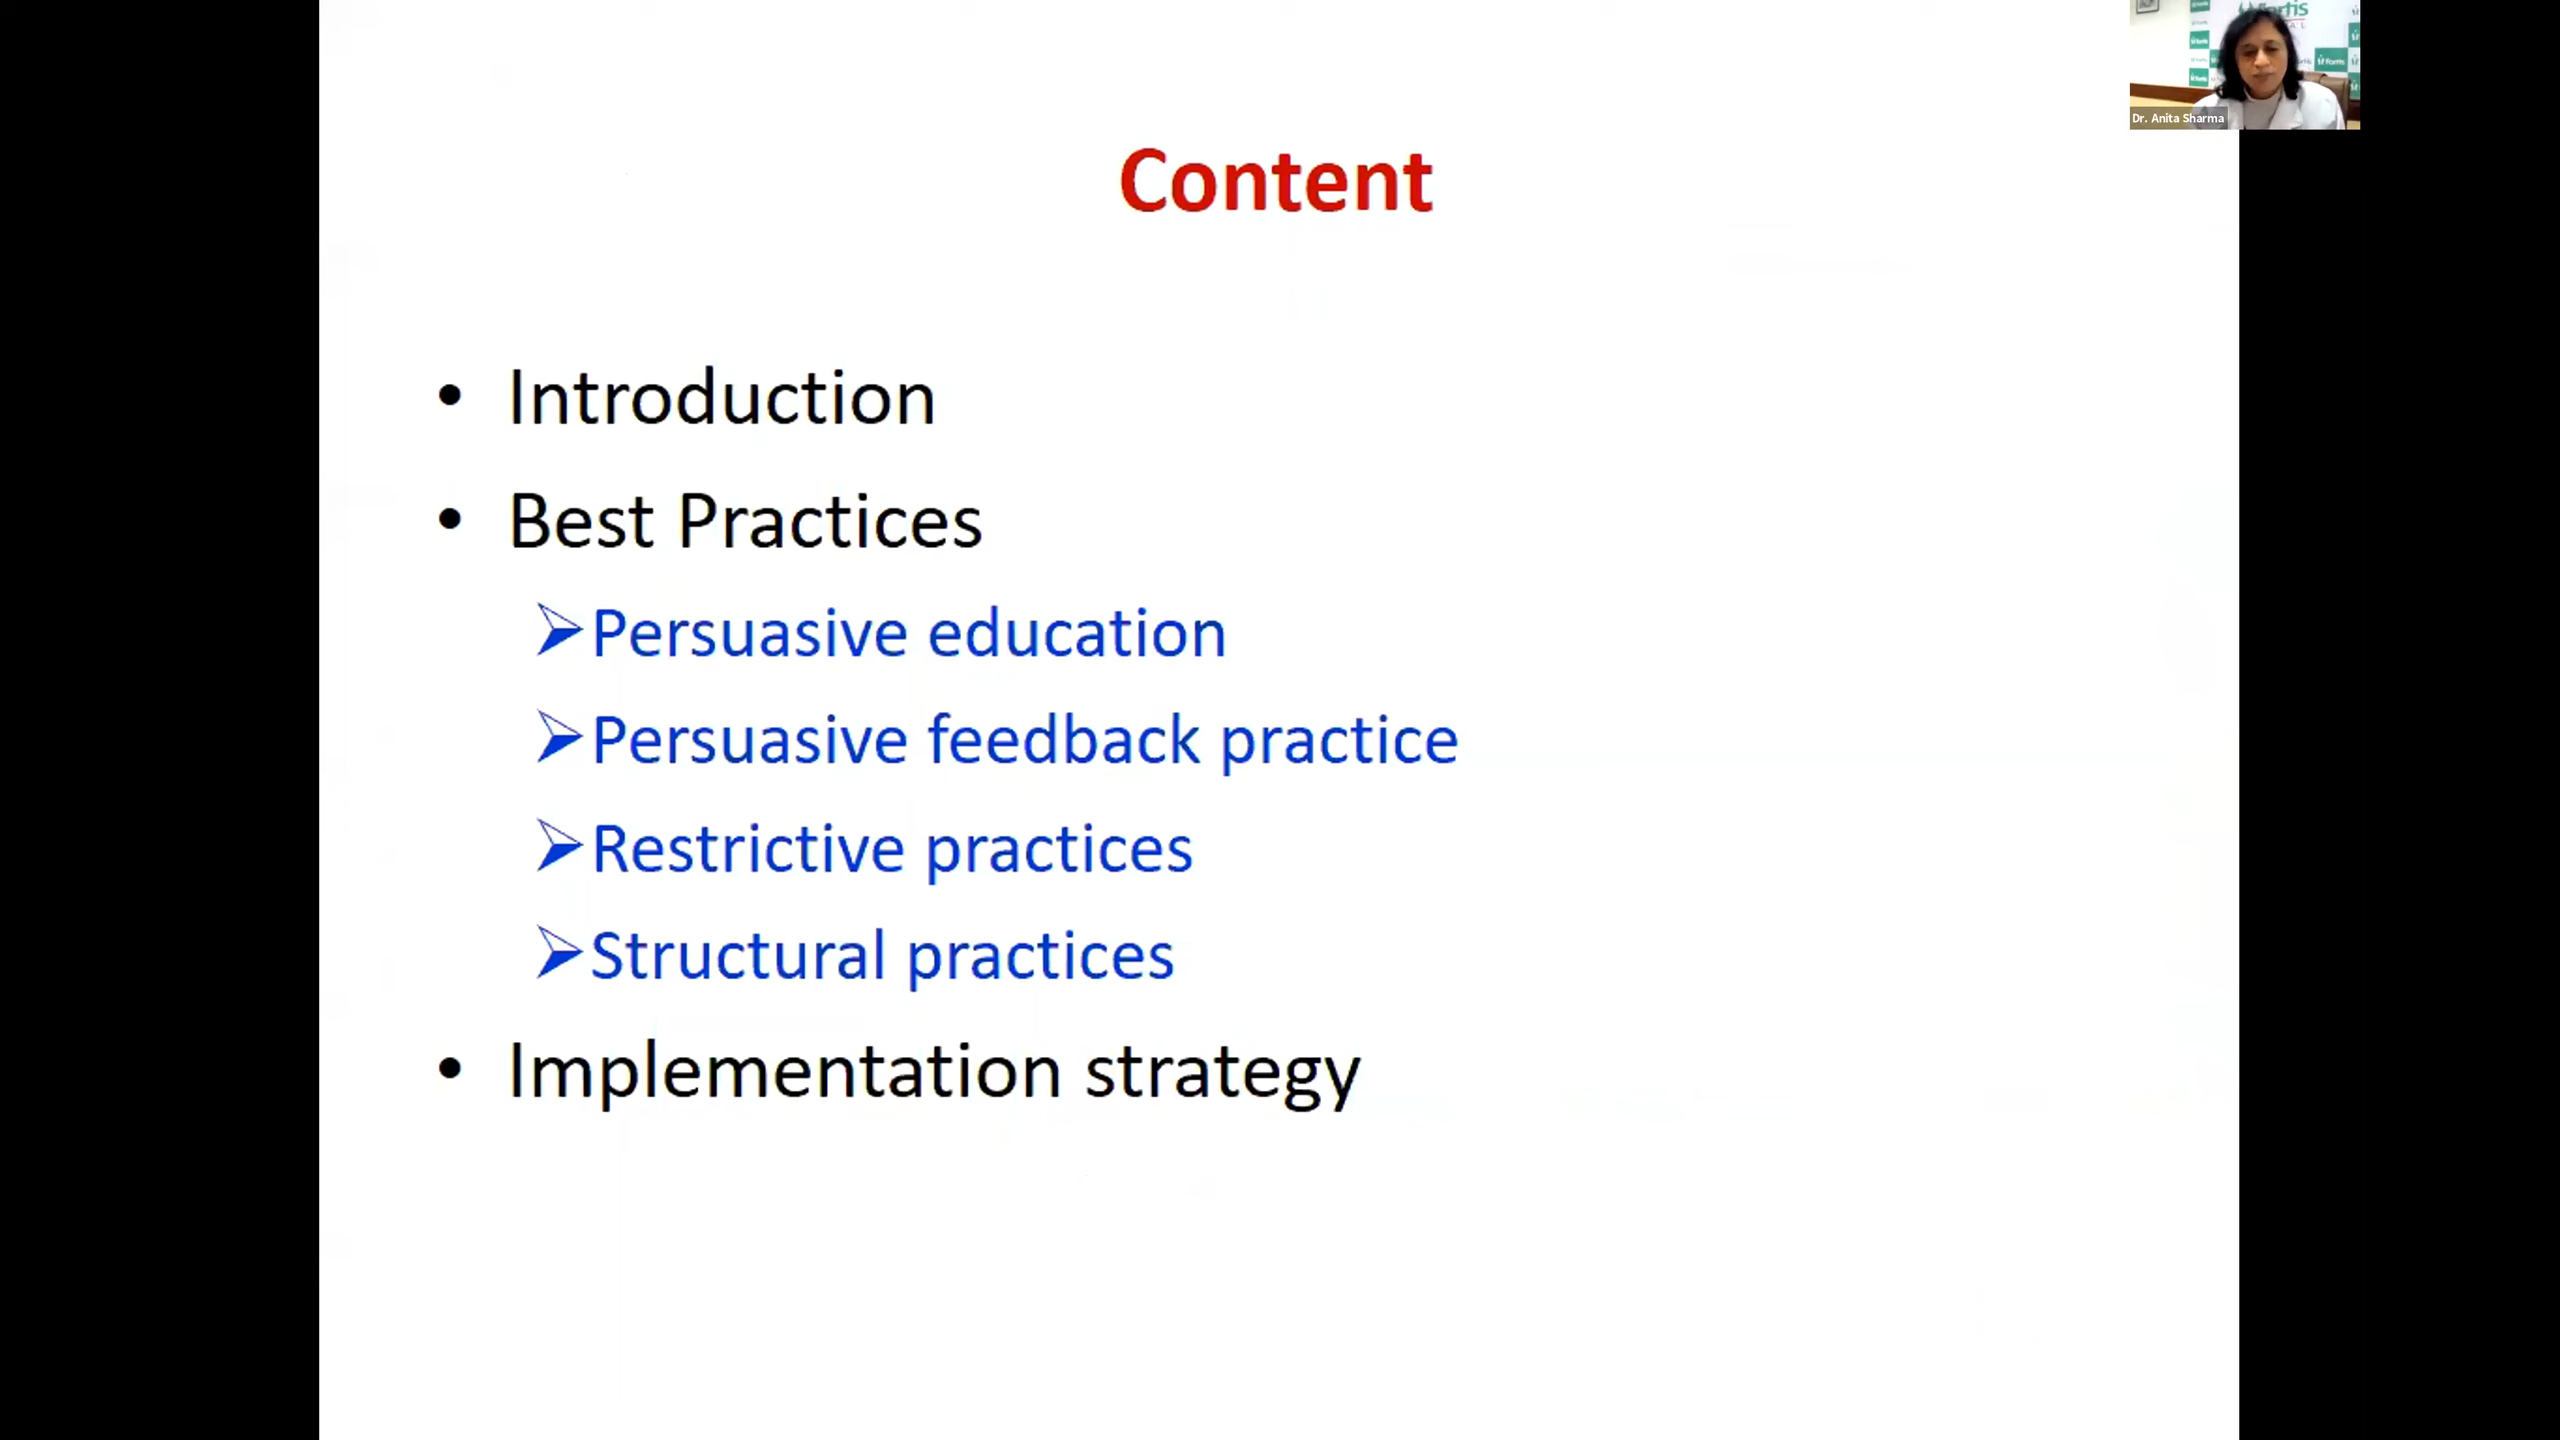 Dr. Anita Sharma
Content
• Introduction
• Best Practices
➢Persuasive education
➢Persuasive feedback practice
➢Restrictive practices
➢Structural practices
• Implementation strategy